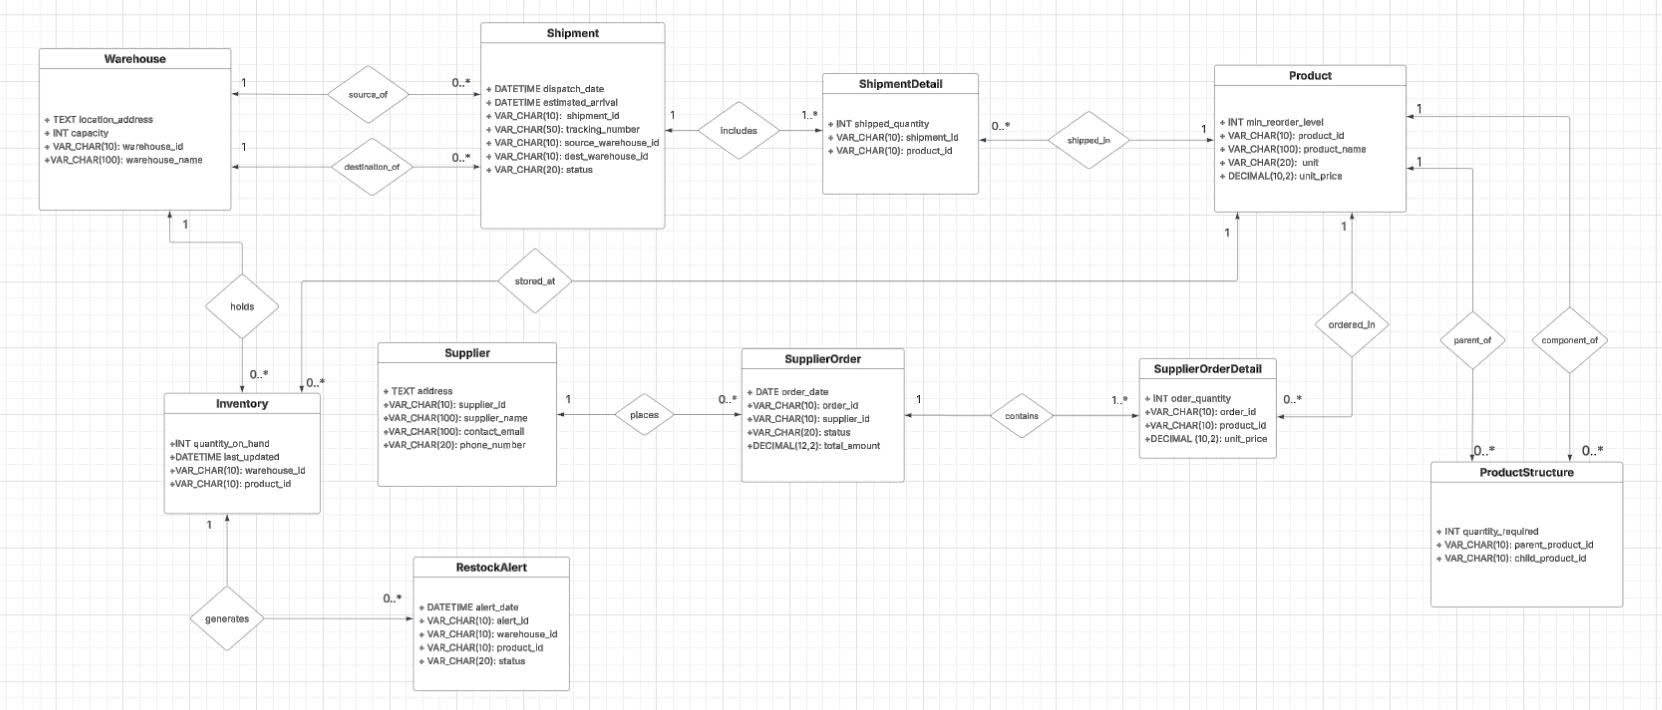 Warehouse
+ TEXT location_address
+ INT capacity
+ VAR_CHAR(10): warehouse_id
+VAR_CHAR(100): warehouse_name
1
source_of
0..*
1
destination_of
0..*
Shipment
+ DATETIME dispatch_date
+ DATETIME estimated_arrival
+ VAR_CHAR(10): shipment_id
+ VAR_CHAR(50): tracking_number
+ VAR_CHAR(10): source_warehouse_id
+ VAR_CHAR(10): dest_warehouse_id
+ VAR_CHAR(20): status
1
includes
1..*
ShipmentDetail
+ INT shipped_quantity
+ VAR_CHAR(10): shipment_id
+ VAR_CHAR(10): product_id
0..*
shipped_in
1
Product
+ INT min_reorder_level
+ VAR_CHAR(10): product_id
+ VAR_CHAR(100): product_name
+ VAR_CHAR(20): unit
+ DECIMAL(10,2): unit_price
1
1
1
holds
0..*
stored_at
1
0..*
1
ordered_in
0..*
parent_of
0..*
component_of
0..*
Inventory
+INT quantity_on_hand
+DATETIME last_updated
+VAR_CHAR(10): warehouse_id
+VAR_CHAR(10): product_id
Supplier
+ TEXT address
+VAR_CHAR(10): supplier_id
+VAR_CHAR(100): supplier_name
+VAR_CHAR(100): contact_email
+VAR_CHAR(20): phone_number
1
places
0..*
SupplierOrder
+ DATE order_date
+VAR_CHAR(10): order_id
+VAR_CHAR(10): supplier_id
+VAR_CHAR(20): status
+DECIMAL(12,2): total_amount
1
contains
1..*
SupplierOrderDetail
+ INT oder_quantity
+VAR_CHAR(10): order_id
+VAR_CHAR(10): product_id
+DECIMAL (10,2): unit_price
ProductStructure
+ INT quantity_required
+ VAR_CHAR(10): parent_product_id
+ VAR_CHAR(10): child_product_id
1
generates
0..*
RestockAlert
+ DATETIME alert_date
+ VAR_CHAR(10): alert_id
+ VAR_CHAR(10): warehouse_id
+ VAR_CHAR(10): product_id
+ VAR_CHAR(20): status